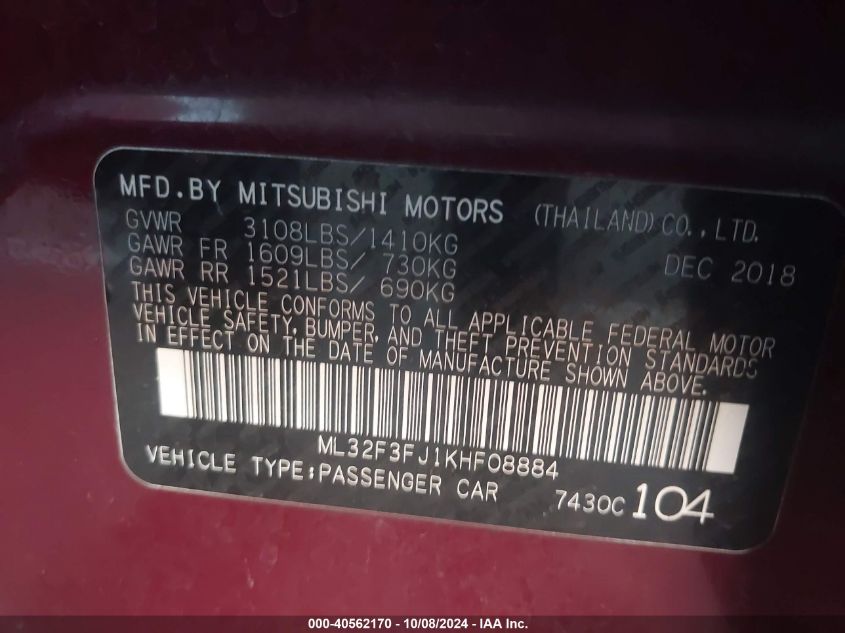 MFD.BY MITSUBISHI MOTORS (THAILAND)CO.,LTD.
GVWR 3108LBS/1410KG
GAWR FR 1609LBS/ 730KG DEC 2018
GAWR RR 1521LBS/ 690KG
THIS VEHICLE CONFORMS TO ALL APPLICABLE FEDERAL MOTOR
VEHICLE SAFETY, BUMPER, AND THEFT PREVENTION STANDARDS
IN EFFECT ON THE DATE OF MANUFACTURE SHOWN ABOVE.
ML32F3FJ1KHF08884
VEHICLE TYPE:PASSENGER CAR 7430C 104
000-40562170 - 10/08/2024 - IAA Inc.